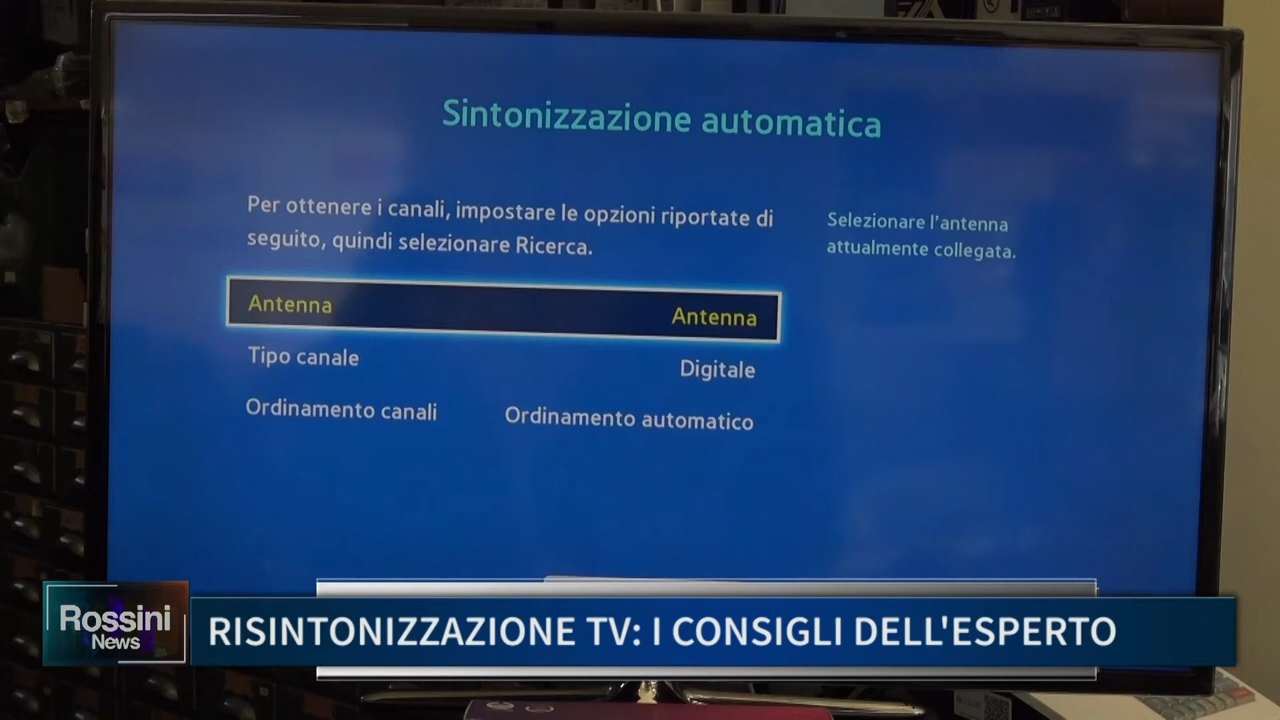 Sintonizzazione automatica
Per ottenere i canali, impostare le opzioni riportate di
seguito, quindi selezionare Ricerca.
Selezionare l'antenna
attualmente collegata.
Antenna Antenna
Tipo canale Digitale
Ordinamento canali Ordinamento automatico
Rossini
News
RISINTONIZZAZIONE TV: I CONSIGLI DELL'ESPERTO